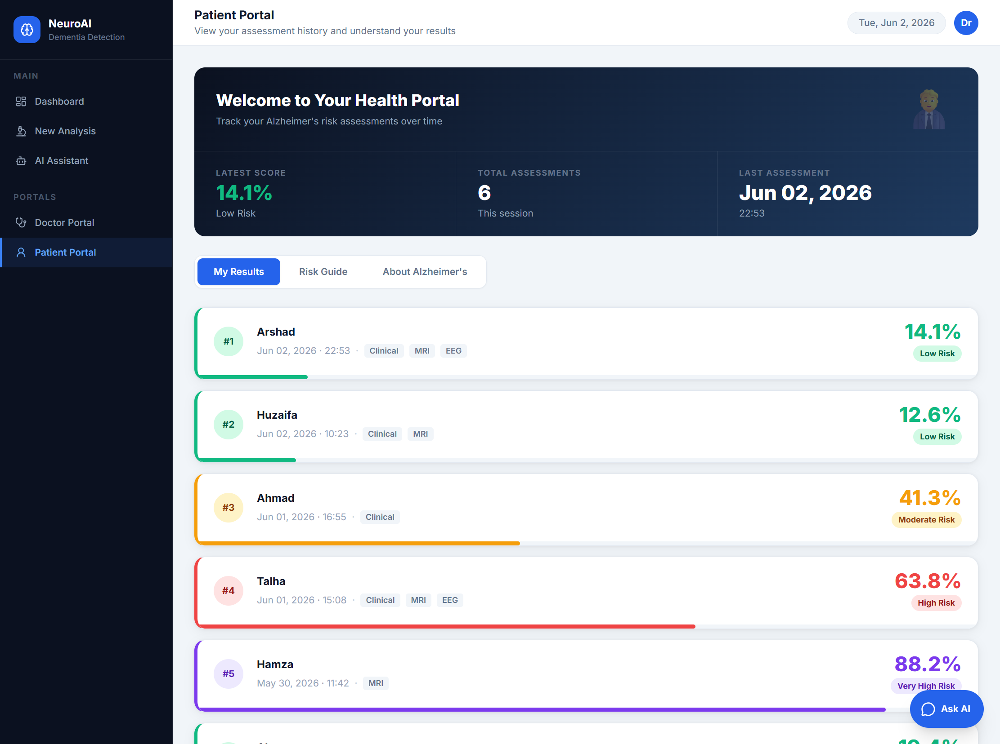 NeuroAI
Dementia Detection
MAIN
Dashboard
New Analysis
AI Assistant
PORTALS
Doctor Portal
Patient Portal
Patient Portal
View your assessment history and understand your results
Tue, Jun 2, 2026
Dr
Welcome to Your Health Portal
Track your Alzheimer's risk assessments over time
LATEST SCORE
14.1%
Low Risk
TOTAL ASSESSMENTS
6
This session
LAST ASSESSMENT
Jun 02, 2026
22:53
My Results
Risk Guide
About Alzheimer's
#1
Arshad
Jun 02, 2026 · 22:53 · Clinical MRI EEG
14.1%
Low Risk
#2
Huzaifa
Jun 02, 2026 · 10:23 · Clinical MRI
12.6%
Low Risk
#3
Ahmad
Jun 01, 2026 · 16:55 · Clinical
41.3%
Moderate Risk
#4
Talha
Jun 01, 2026 · 15:08 · Clinical MRI EEG
63.8%
High Risk
#5
Hamza
May 30, 2026 · 11:42 · MRI
88.2%
Very High Risk
Ask AI